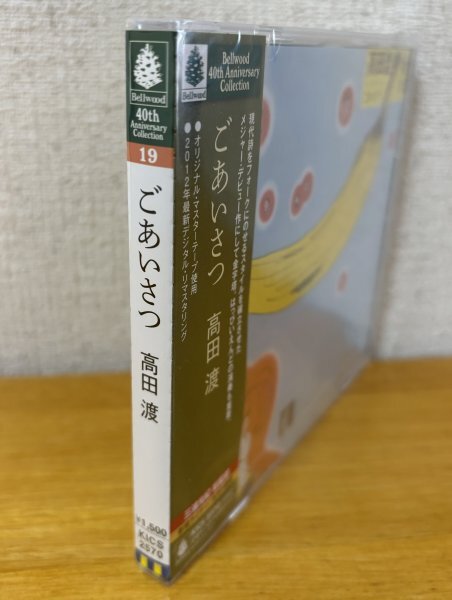 Bellwood
40th
Anniversary
Collection
19
ごあいさつ
高田 渡
¥1,500
KICS
2570
Bellwood
Bellwood
40th Anniversary
Collection
現代詩をフォークにのせるスタイルを確立させた
メジャー・デビュー作にして金字塔。はっぴいえんどの演奏も
ごあいさつ 高田 渡
●オリジナル・マスターテープ使用
●2012年最新デジタル・リマスタリング